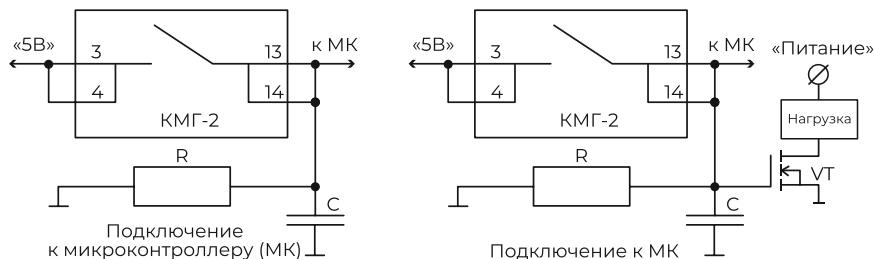 «5В»
3
4
13
14
к МК
КМГ-2
R
C
Подключение
к микроконтроллеру (МК)
«5В»
3
4
13
14
к МК
КМГ-2
R
C
«Питание»
Нагрузка
VT
Подключение к МК